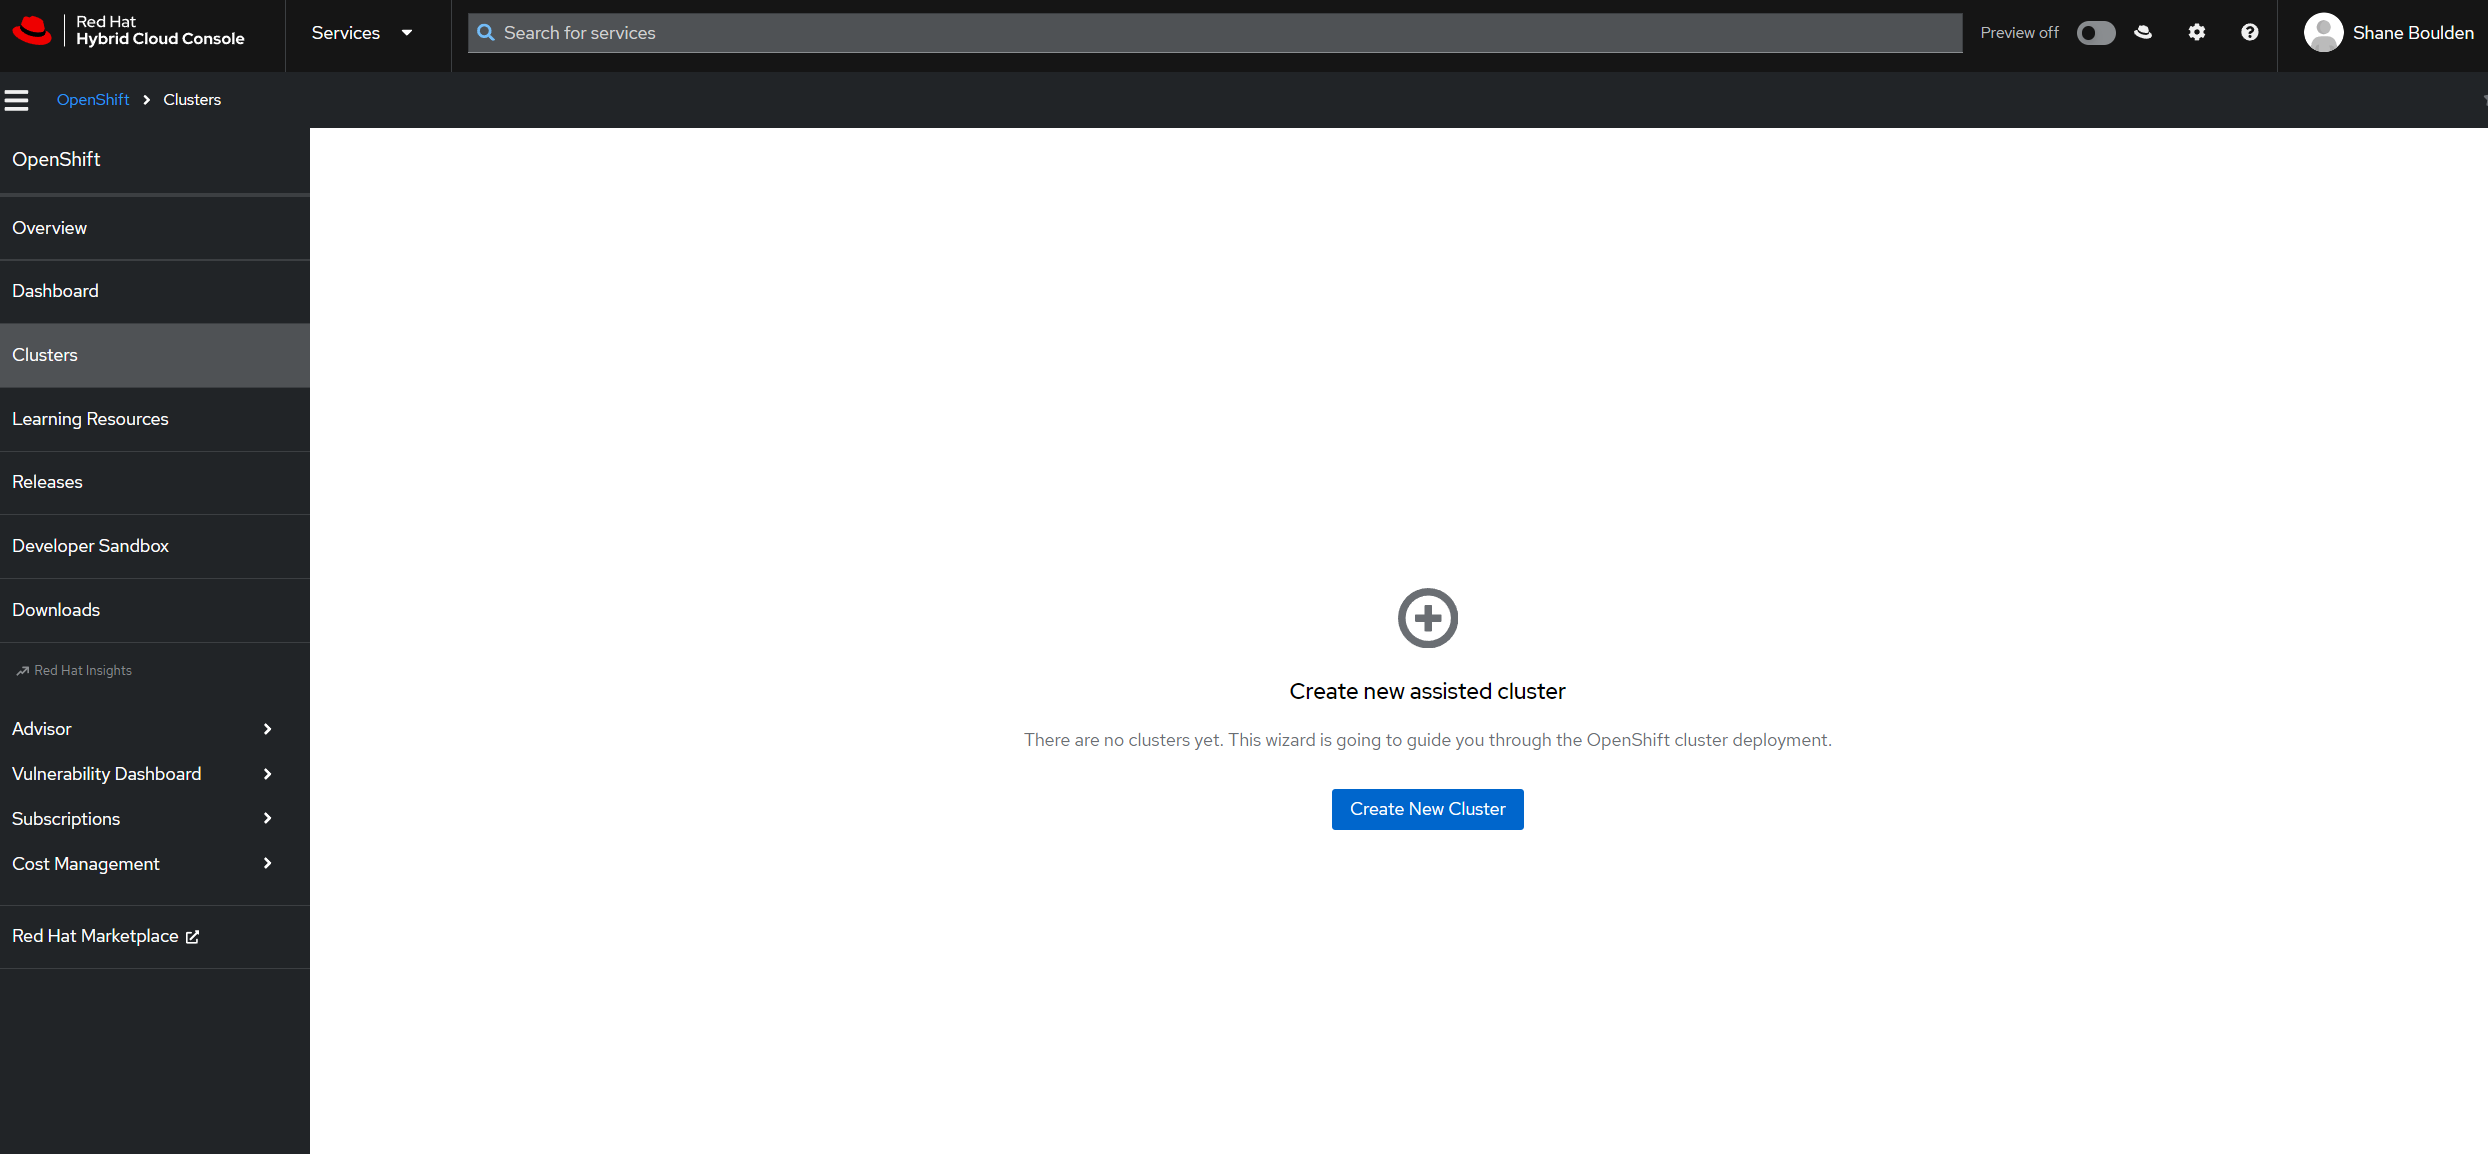 Red Hat
Hybrid Cloud Console
Services
Search for services
Preview off
Shane Boulden
OpenShift
Clusters
OpenShift
Overview
Dashboard
Clusters
Learning Resources
Releases
Developer Sandbox
Downloads
Red Hat Insights
Advisor
Vulnerability Dashboard
Subscriptions
Cost Management
Red Hat Marketplace
Create new assisted cluster
There are no clusters yet. This wizard is going to guide you through the OpenShift cluster deployment.
Create New Cluster